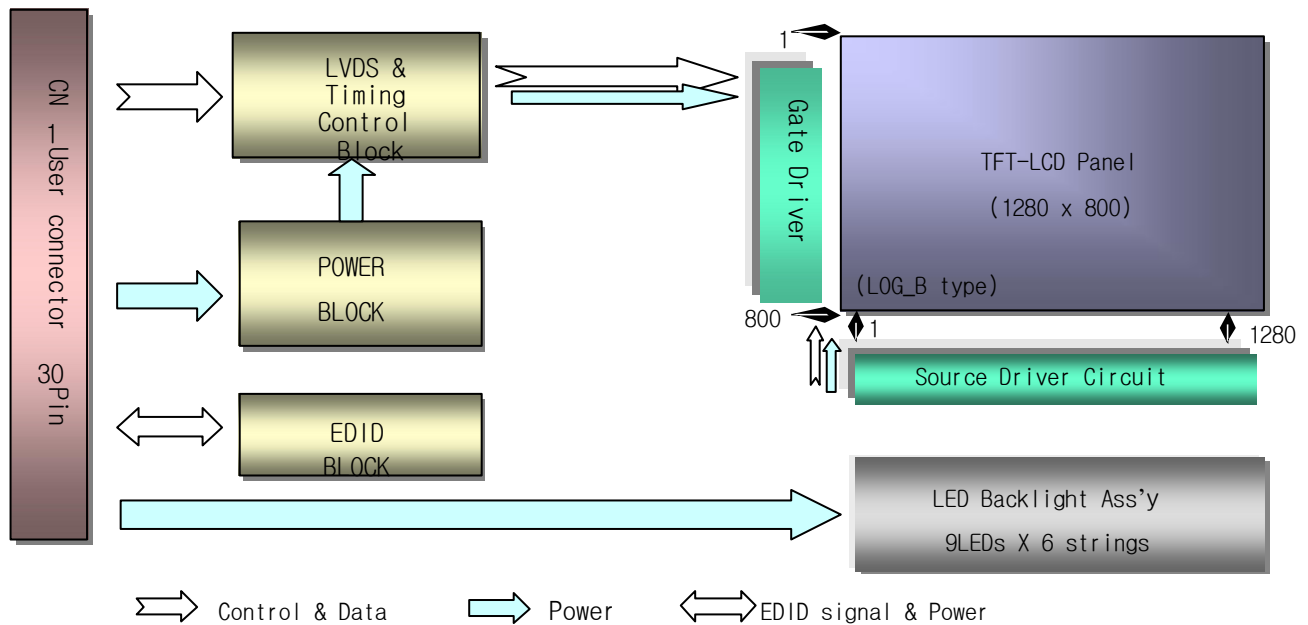 CN 1-User connector 30Pin
LVDS &
Timing
Control
Block
POWER
BLOCK
EDID
BLOCK
Gate Driver
1
800
TFT-LCD Panel
(1280 x 800)
(LOG_B type)
1
1280
Source Driver Circuit
LED Backlight Ass’y
9LEDs X 6 strings
Control & Data
Power
EDID signal & Power